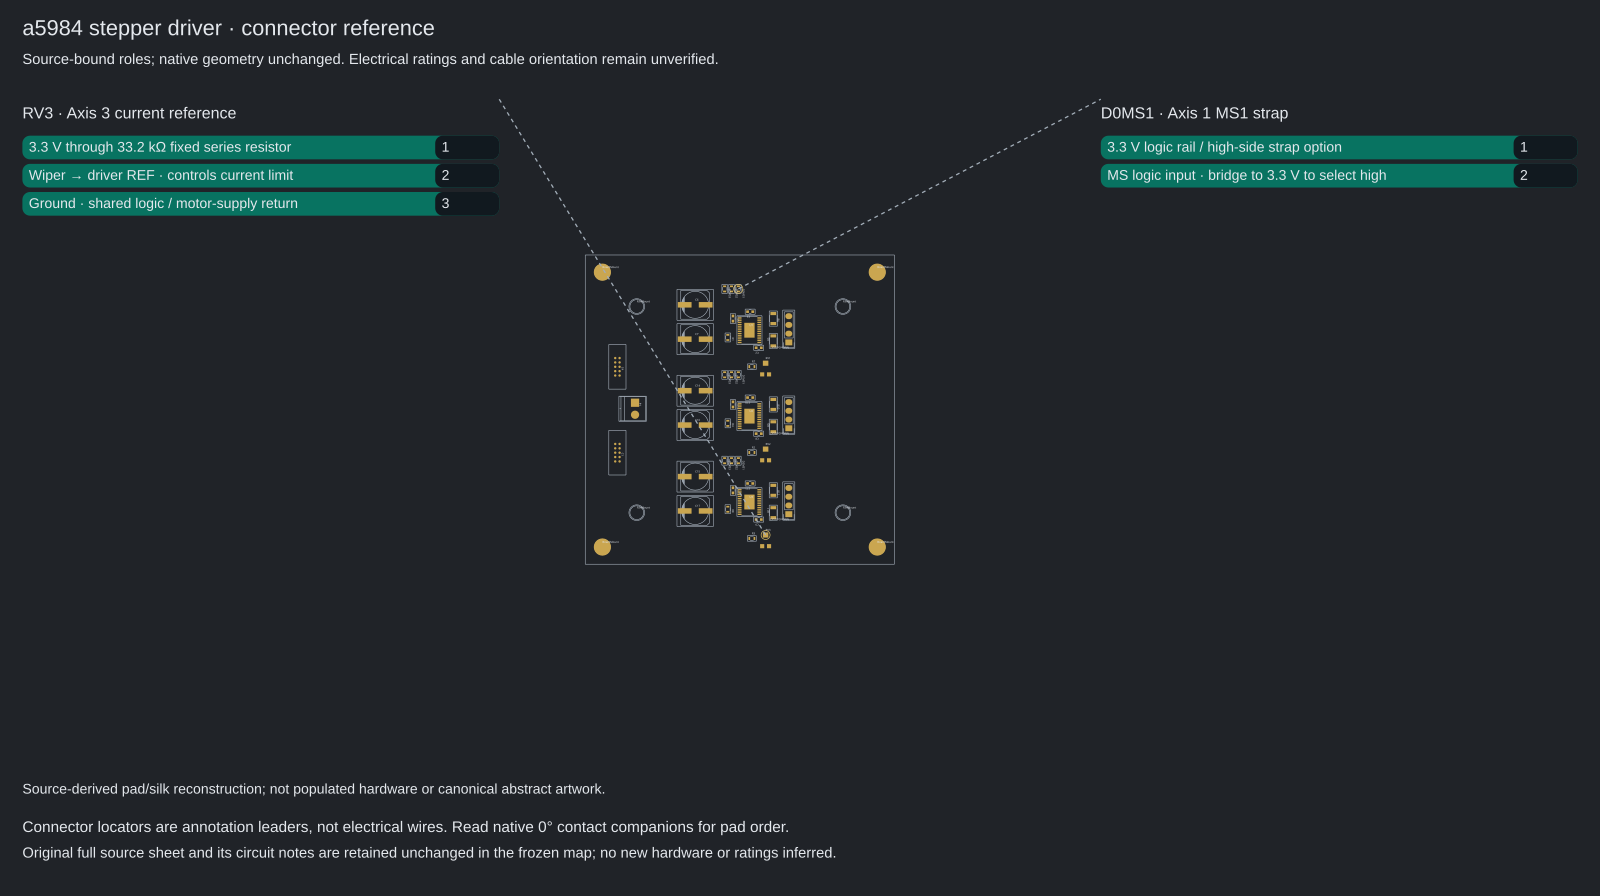 a5984 stepper driver · connector reference
Source-bound roles; native geometry unchanged. Electrical ratings and cable orientation remain unverified.
RV3 · Axis 3 current reference
3.3 V through 33.2 kΩ fixed series resistor 1
Wiper → driver REF · controls current limit 2
Ground · shared logic / motor-supply return 3
D0MS1 · Axis 1 MS1 strap
3.3 V logic rail / high-side strap option 1
MS logic input · bridge to 3.3 V to select high 2
Source-derived pad/silk reconstruction; not populated hardware or canonical abstract artwork.
Connector locators are annotation leaders, not electrical wires. Read native 0° contact companions for pad order.
Original full source sheet and its circuit notes are retained unchanged in the frozen map; no new hardware or ratings inferred.